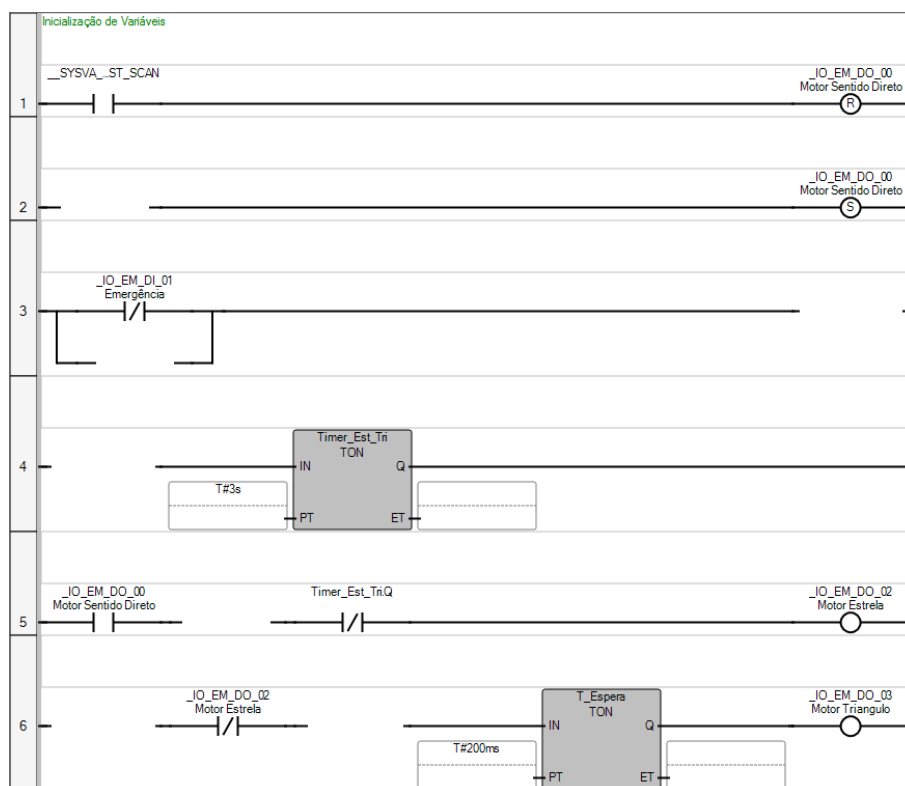 Inicialização de Variáveis
__SYSVA_...ST_SCAN
_IO_EM_DO_00
Motor Sentido Direto
1
R
_IO_EM_DO_00
Motor Sentido Direto
2
S
_IO_EM_DI_01
Emergência
3
Timer_Est_Tri
TON
4
IN
Q
T#3s
PT
ET
_IO_EM_DO_00
Motor Sentido Direto
Timer_Est_Tri.Q
_IO_EM_DO_02
Motor Estrela
5
_IO_EM_DO_02
Motor Estrela
T_Espera
TON
_IO_EM_DO_03
Motor Triangulo
6
IN
Q
T#200ms
PT
ET